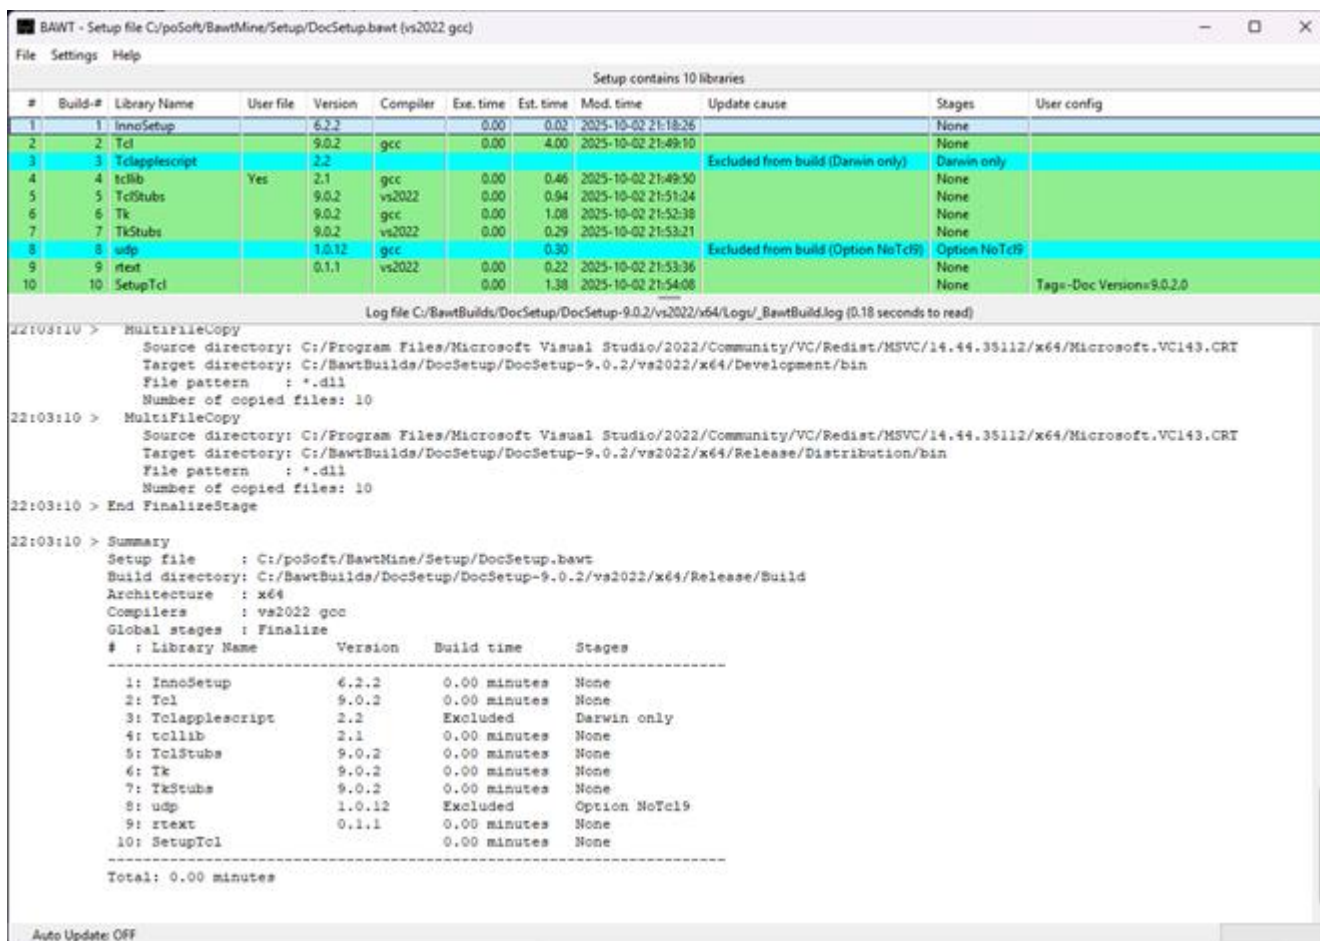 BAWT - Setup file C:/poSoft/BawtMine/Setup/DocSetup.bawt (vs2022 gcc)
File Settings Help
Setup contains 10 libraries
# Build-# Library Name User file Version Compiler Exe. time Est. time Mod. time Update cause Stages User config
1 1 InnoSetup 6.2.2 0.00 0.02 2025-10-02 21:18:26 None
2 2 Tcl 9.0.2 gcc 0.00 4.00 2025-10-02 21:49:10 None
3 3 Tclapplescript 2.2 Excluded from build (Darwin only) Darwin only
4 4 tcllib Yes 2.1 gcc 0.00 0.46 2025-10-02 21:49:50 None
5 5 TclStubs 9.0.2 vs2022 0.00 0.94 2025-10-02 21:51:24 None
6 6 Tk 9.0.2 gcc 0.00 1.08 2025-10-02 21:52:38 None
7 7 TkStubs 9.0.2 vs2022 0.00 0.29 2025-10-02 21:53:21 None
8 8 udp 1.0.12 gcc 0.30 Excluded from build (Option NoTcl9) Option NoTcl9
9 9 rtext 0.1.1 vs2022 0.00 0.22 2025-10-02 21:53:36 None
10 10 SetupTcl 0.00 1.38 2025-10-02 21:54:08 None Tag=-Doc Version=9.0.2.0
Log file C:/BawtBuilds/DocSetup/DocSetup-9.0.2/vs2022/x64/Logs/_BawtBuild.log (0.18 seconds to read)
22:03:10 > MultiFileCopy
Source directory: C:/Program Files/Microsoft Visual Studio/2022/Community/VC/Redist/MSVC/14.44.35112/x64/Microsoft.VC143.CRT
Target directory: C:/BawtBuilds/DocSetup/DocSetup-9.0.2/vs2022/x64/Development/bin
File pattern : *.dll
Number of copied files: 10
22:03:10 > MultiFileCopy
Source directory: C:/Program Files/Microsoft Visual Studio/2022/Community/VC/Redist/MSVC/14.44.35112/x64/Microsoft.VC143.CRT
Target directory: C:/BawtBuilds/DocSetup/DocSetup-9.0.2/vs2022/x64/Release/Distribution/bin
File pattern : *.dll
Number of copied files: 10
22:03:10 > End FinalizeStage
22:03:10 > Summary
Setup file : C:/poSoft/BawtMine/Setup/DocSetup.bawt
Build directory: C:/BawtBuilds/DocSetup/DocSetup-9.0.2/vs2022/x64/Release/Build
Architecture : x64
Compilers : vs2022 gcc
Global stages : Finalize
# : Library Name Version Build time Stages
--------------------------------------------------------------------
1: InnoSetup 6.2.2 0.00 minutes None
2: Tcl 9.0.2 0.00 minutes None
3: Tclapplescript 2.2 Excluded Darwin only
4: tcllib 2.1 0.00 minutes None
5: TclStubs 9.0.2 0.00 minutes None
6: Tk 9.0.2 0.00 minutes None
7: TkStubs 9.0.2 0.00 minutes None
8: udp 1.0.12 Excluded Option NoTcl9
9: rtext 0.1.1 0.00 minutes None
10: SetupTcl 0.00 minutes None
--------------------------------------------------------------------
Total: 0.00 minutes
Auto Update: OFF